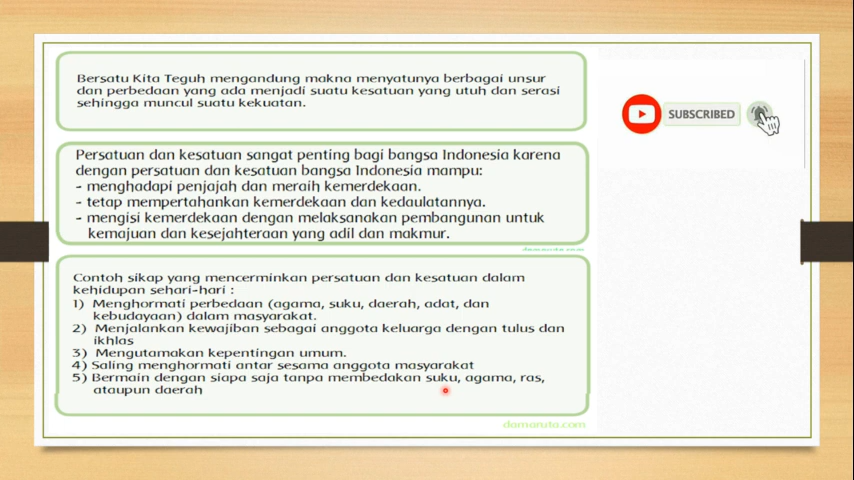 Bersatu Kita Teguh mengandung makna menyatunya berbagai unsur
dan perbedaan yang ada menjadi suatu kesatuan yang utuh dan serasi
sehingga muncul suatu kekuatan.
Persatuan dan kesatuan sangat penting bagi bangsa Indonesia karena
dengan persatuan dan kesatuan bangsa Indonesia mampu:
- menghadapi penjajah dan meraih kemerdekaan.
- tetap mempertahankan kemerdekaan dan kedaulatannya.
- mengisi kemerdekaan dengan melaksanakan pembangunan untuk
kemajuan dan kesejahteraan yang adil dan makmur.
Contoh sikap yang mencerminkan persatuan dan kesatuan dalam
kehidupan sehari-hari :
1) Menghormati perbedaan (agama, suku, daerah, adat, dan
kebudayaan) dalam masyarakat.
2) Menjalankan kewajiban sebagai anggota keluarga dengan tulus dan
ikhlas
3) Mengutamakan kepentingan umum.
4) Saling menghormati antar sesama anggota masyarakat
5) Bermain dengan siapa saja tanpa membedakan suku, agama, ras,
ataupun daerah
damaruta.com
SUBSCRIBED